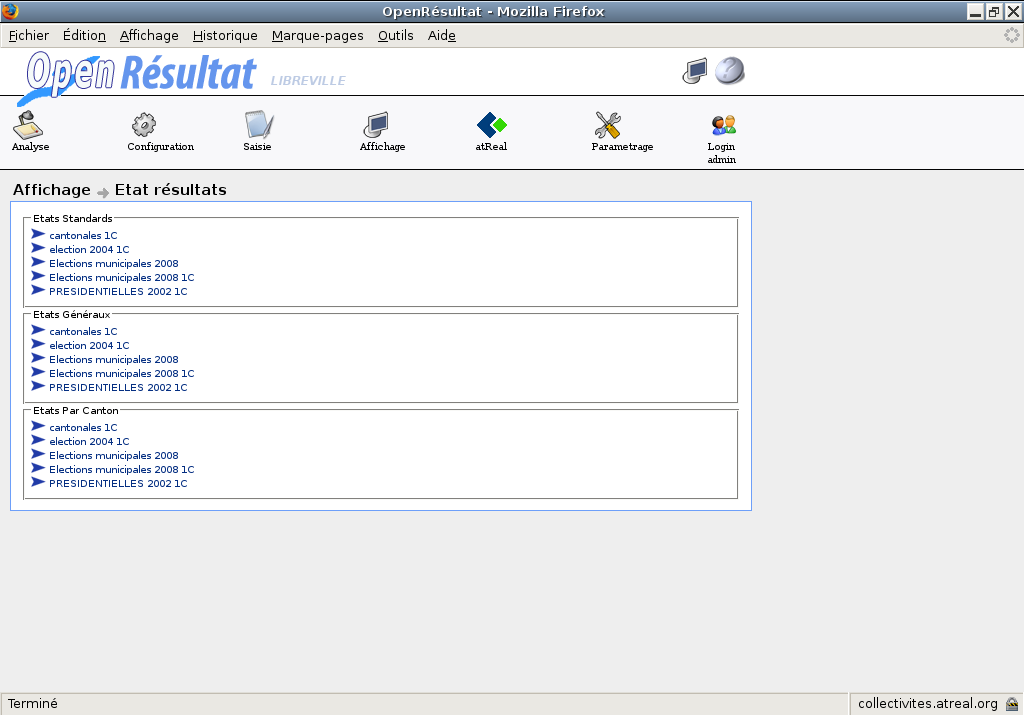 OpenRésultat - Mozilla Firefox
Fichier Édition Affichage Historique Marque-pages Outils Aide
Open Résultat LIBREVILLE
Analyse Configuration Saisie Affichage atReal Parametrage Login
admin
Affichage Etat résultats
Etats Standards
cantonales 1C
election 2004 1C
Elections municipales 2008
Elections municipales 2008 1C
PRESIDENTIELLES 2002 1C
Etats Généraux
cantonales 1C
election 2004 1C
Elections municipales 2008
Elections municipales 2008 1C
PRESIDENTIELLES 2002 1C
Etats Par Canton
cantonales 1C
election 2004 1C
Elections municipales 2008
Elections municipales 2008 1C
PRESIDENTIELLES 2002 1C
Terminé collectivites.atreal.org